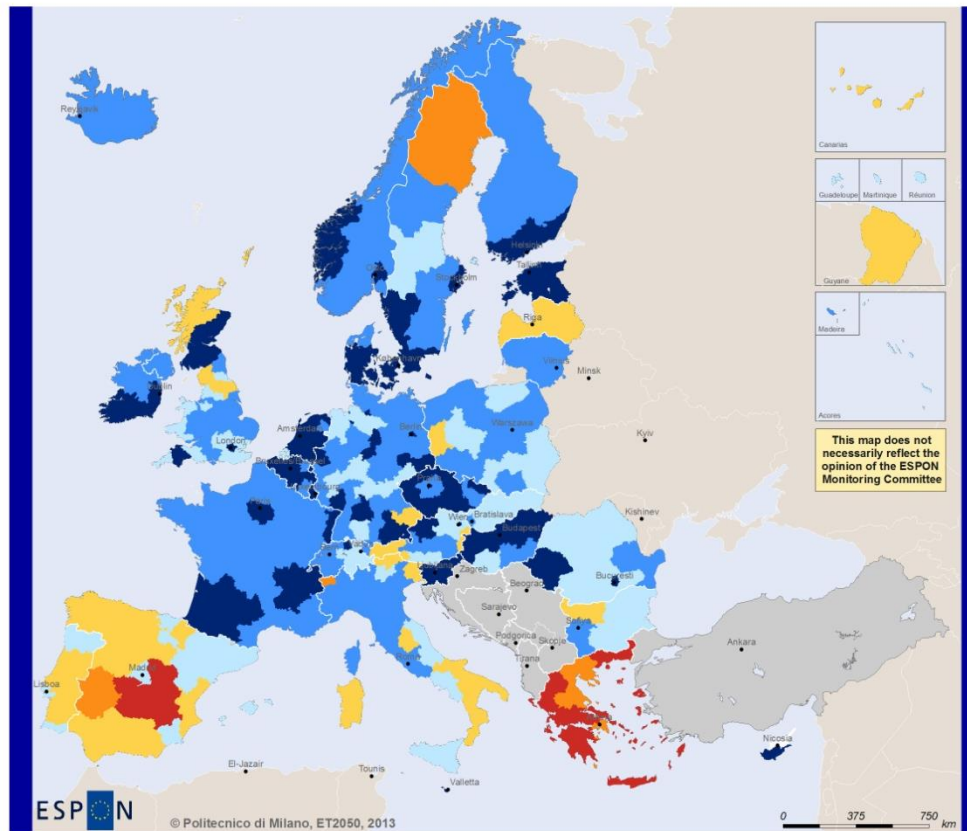 Reykjavik
Canarias
Guadeloupe
Martinique
Réunion
Guyane
Madeira
Acores
Helsinki
Oslo
Tallinn
Stockholm
Riga
København
Vilnius
Minsk
Dublin
London
Amsterdam
Berlin
Warszawa
Kyiv
This map does not
necessarily reflect the
opinion of the ESPON
Monitoring Committee
Praha
Paris
Wien
Bratislava
Budapest
Kishinev
Zagreb
Beograd
Bucuresti
Sarajevo
Sofia
Podgorica
Skopje
Tirana
Ankara
Madrid
Lisboa
Nicosia
El-Jazair
Tounis
Valletta
ESPON
© Politecnico di Milano, ET2050, 2013
0 375 750
km